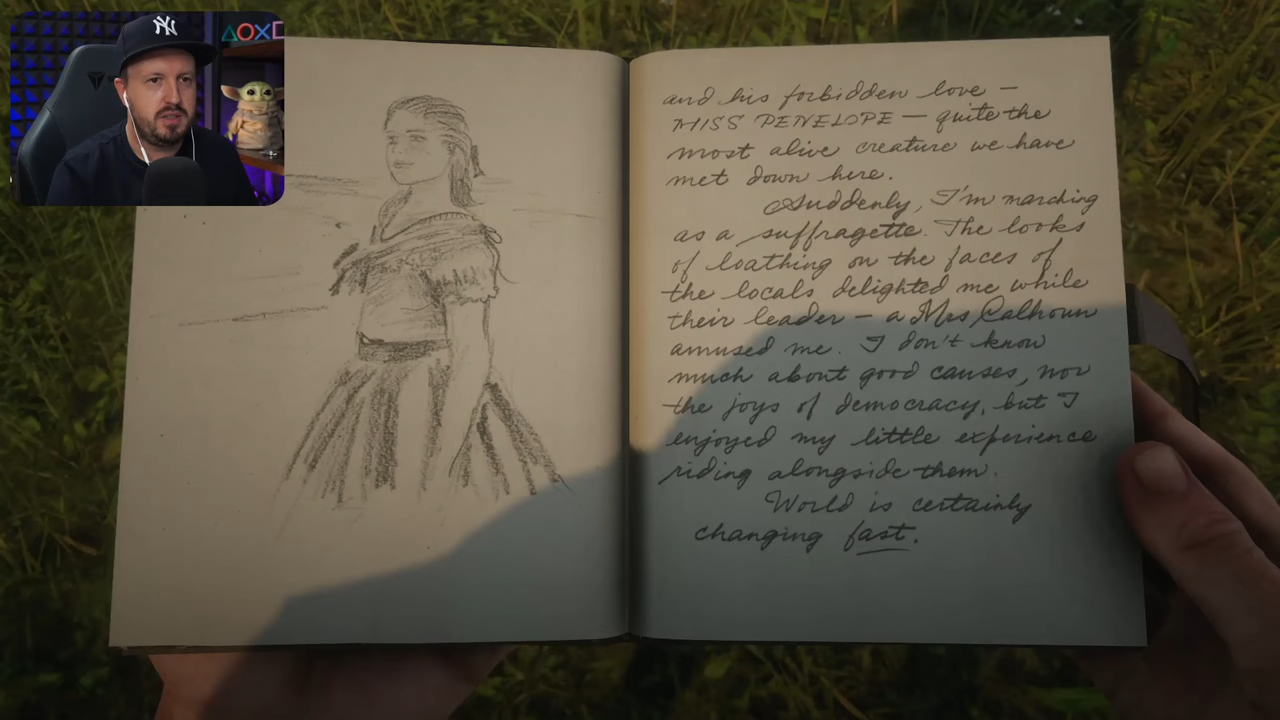 NY
and his forbidden love –
MISS PENELOPE – quite the
most alive creature we have
met down here.
Suddenly, I'm marching
as a suffragette. The looks
of loathing on the faces of
the locals delighted me while
their leader – a Mrs Calhoun
amused me. I don't know
much about good causes, nor
the joys of democracy, but I
enjoyed my little experience
riding alongside them.
World is certainly
changing fast.